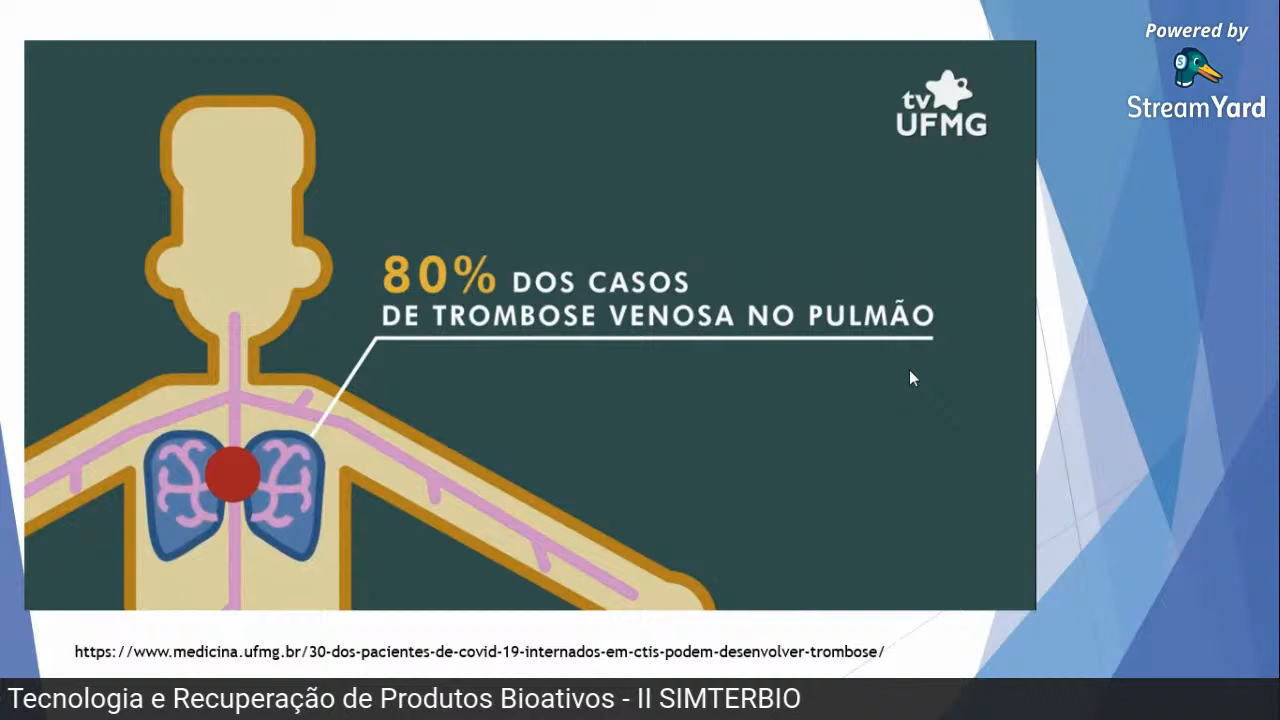 Powered by
StreamYard
tv
UFMG
80% DOS CASOS
DE TROMBOSE VENOSA NO PULMÃO
https://www.medicina.ufmg.br/30-dos-pacientes-de-covid-19-internados-em-ctis-podem-desenvolver-trombose/
Tecnologia e Recuperação de Produtos Bioativos - II SIMTERBIO